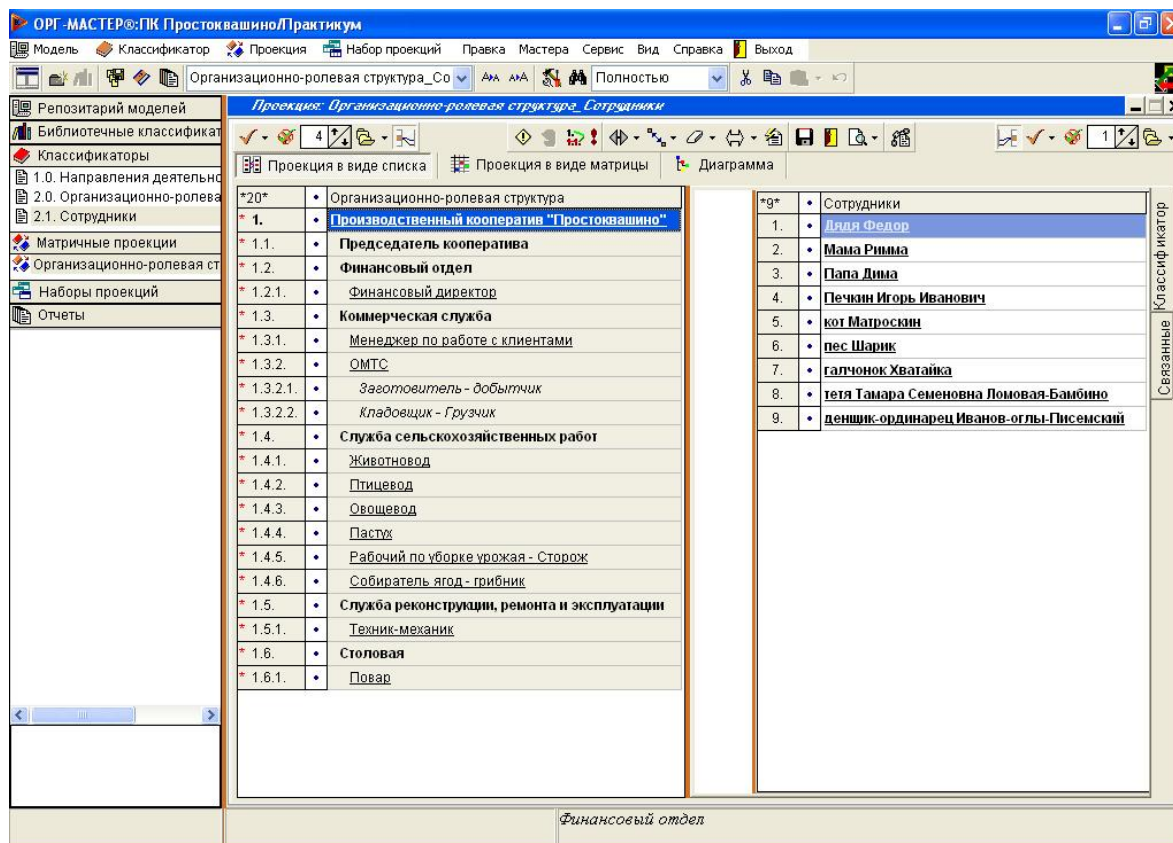 ОРГ-МАСТЕР®:ПК Простоквашино/Практикум
Модель Классификатор Проекция Набор проекций Правка Мастера Сервис Вид Справка Выход
Организационно-ролевая структура_Со Полностью
Репозитарий моделей
Библиотечные классификат
Классификаторы
1.0. Направления деятельно
2.0. Организационно-ролева
2.1. Сотрудники
Матричные проекции
Организационно-ролевая ст
Наборы проекций
Отчеты
Проекция: Организационно-ролевая структура_Сотрудники
4
1
Проекция в виде списка Проекция в виде матрицы Диаграмма
*20* • Организационно-ролевая структура
* 1. • Производственный кооператив "Простоквашино"
* 1.1. • Председатель кооператива
* 1.2. • Финансовый отдел
* 1.2.1. • Финансовый директор
* 1.3. • Коммерческая служба
* 1.3.1. • Менеджер по работе с клиентами
* 1.3.2. • ОМТС
* 1.3.2.1. • Заготовитель - добытчик
* 1.3.2.2. • Кладовщик - Грузчик
* 1.4. • Служба сельскохозяйственных работ
* 1.4.1. • Животновод
* 1.4.2. • Птицевод
* 1.4.3. • Овощевод
* 1.4.4. • Пастух
* 1.4.5. • Рабочий по уборке урожая - Сторож
* 1.4.6. • Собиратель ягод - грибник
* 1.5. • Служба реконструкции, ремонта и эксплуатации
* 1.5.1. • Техник-механик
* 1.6. • Столовая
* 1.6.1. • Повар
*9* • Сотрудники
1. • Дядя Федор
2. • Мама Римма
3. • Папа Дима
4. • Печкин Игорь Иванович
5. • кот Матроскин
6. • пес Шарик
7. • галчонок Хватайка
8. • тетя Тамара Семеновна Ломовая-Бамбино
9. • денщик-ординарец Иванов-оглы-Писемский
Классификатор
Связанные
Финансовый отдел